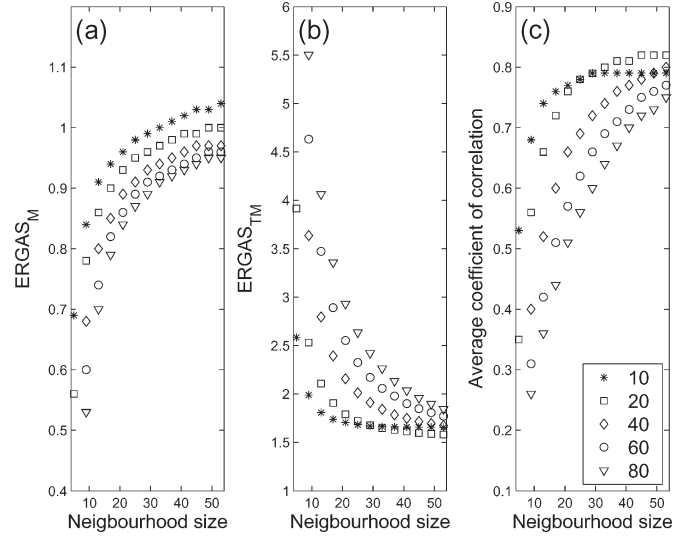 (a)
1.1
1
0.9
0.8
0.7
0.6
0.5
0.4
ERGAS_M
10 20 30 40 50
Neigbourhood size
(b)
6
5.5
5
4.5
4
3.5
3
2.5
2
1.5
1
ERGAS_TM
10 20 30 40 50
Neigbourhood size
(c)
0.9
0.8
0.7
0.6
0.5
0.4
0.3
0.2
0.1
0
Average coefficient of correlation
10
20
40
60
80
10 20 30 40 50
Neigbourhood size